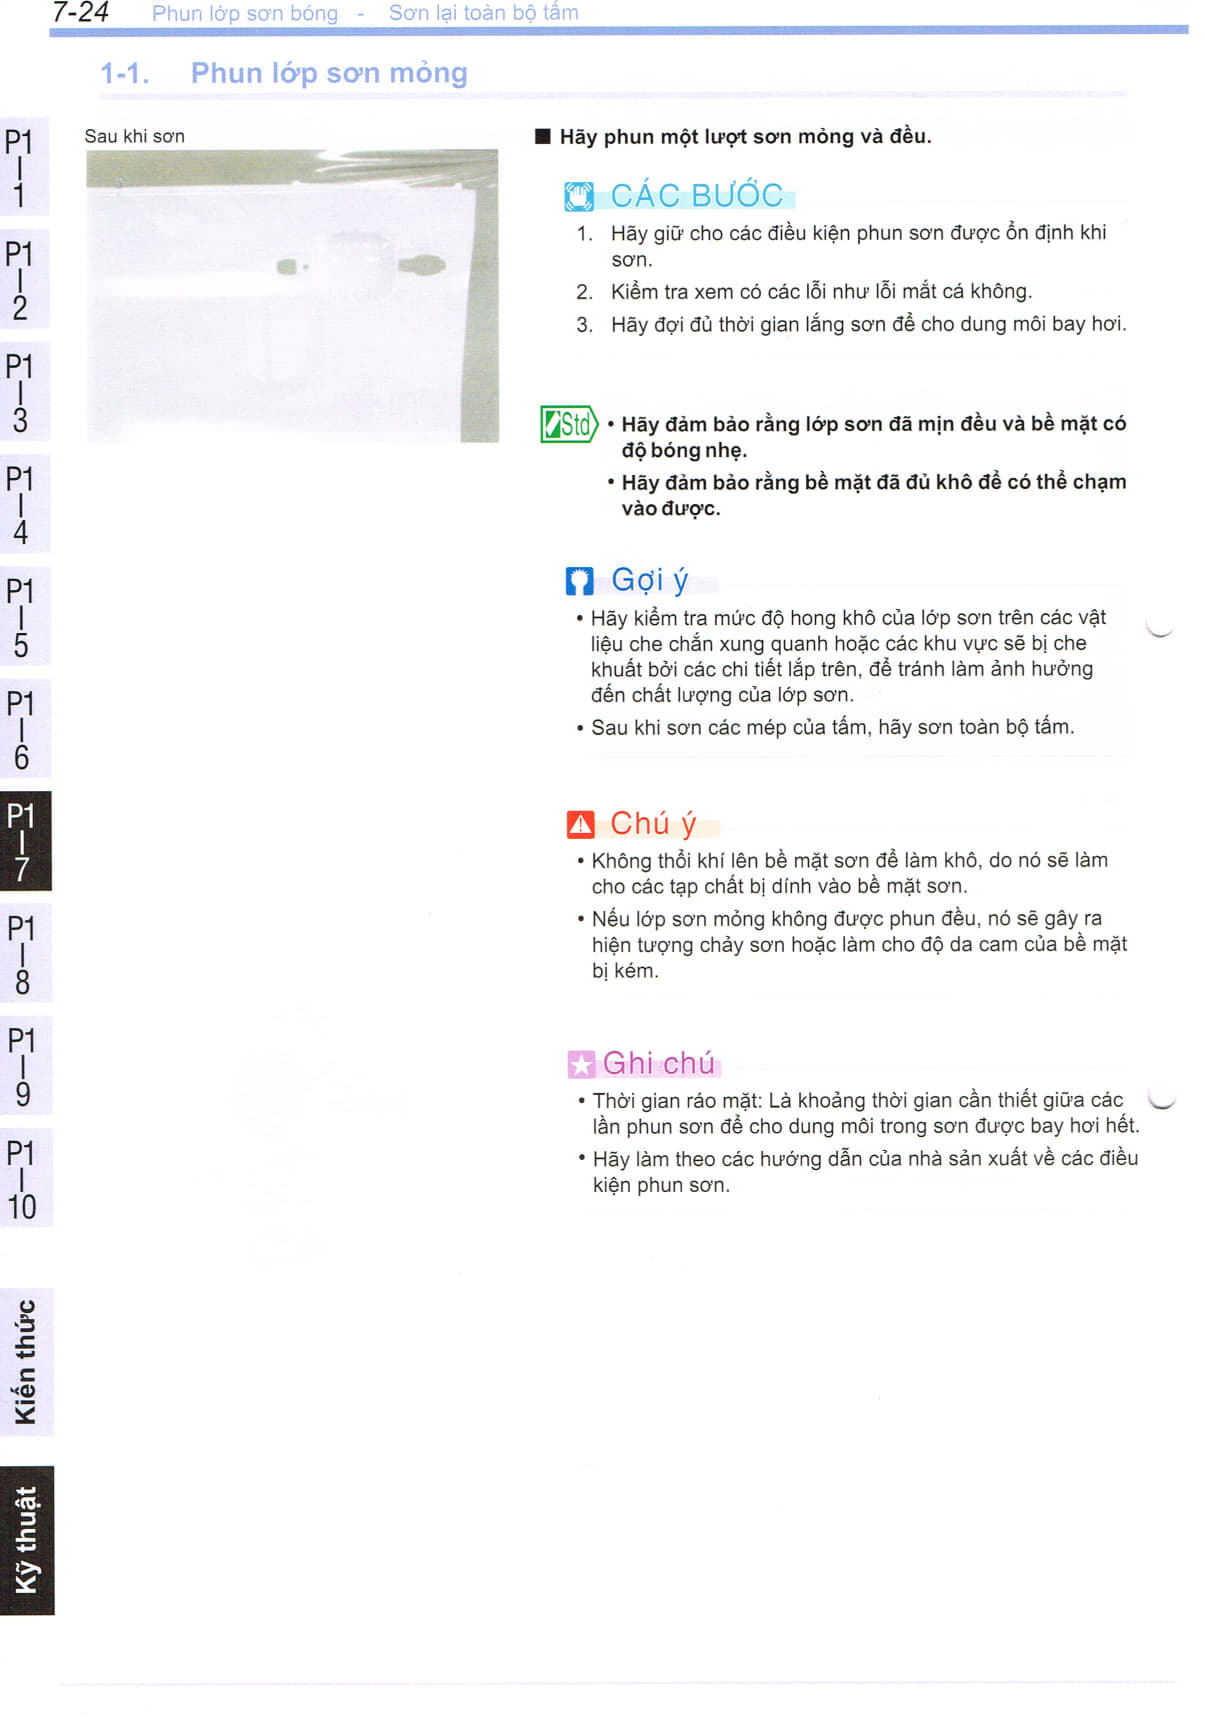 7-24 Phun lớp sơn bóng - Sơn lại toàn bộ tấm
1-1. Phun lớp sơn mỏng
P1
1
P1
2
P1
3
P1
4
P1
5
P1
6
P1
7
P1
8
P1
9
P1
10
Kiến thức
Kỹ thuật
Sau khi sơn
■ Hãy phun một lượt sơn mỏng và đều.
CÁC BƯỚC
1. Hãy giữ cho các điều kiện phun sơn được ổn định khi
sơn.
2. Kiểm tra xem có các lỗi như lỗi mắt cá không.
3. Hãy đợi đủ thời gian lắng sơn để cho dung môi bay hơi.
Std • Hãy đảm bảo rằng lớp sơn đã mịn đều và bề mặt có
độ bóng nhẹ.
• Hãy đảm bảo rằng bề mặt đã đủ khô để có thể chạm
vào được.
Gợi ý
• Hãy kiểm tra mức độ hong khô của lớp sơn trên các vật
liệu che chắn xung quanh hoặc các khu vực sẽ bị che
khuất bởi các chi tiết lắp trên, để tránh làm ảnh hưởng
đến chất lượng của lớp sơn.
• Sau khi sơn các mép của tấm, hãy sơn toàn bộ tấm.
Chú ý
• Không thổi khí lên bề mặt sơn để làm khô, do nó sẽ làm
cho các tạp chất bị dính vào bề mặt sơn.
• Nếu lớp sơn mỏng không được phun đều, nó sẽ gây ra
hiện tượng chảy sơn hoặc làm cho độ da cam của bề mặt
bị kém.
Ghi chú
• Thời gian ráo mặt: Là khoảng thời gian cần thiết giữa các
lần phun sơn để cho dung môi trong sơn được bay hơi hết.
• Hãy làm theo các hướng dẫn của nhà sản xuất về các điều
kiện phun sơn.